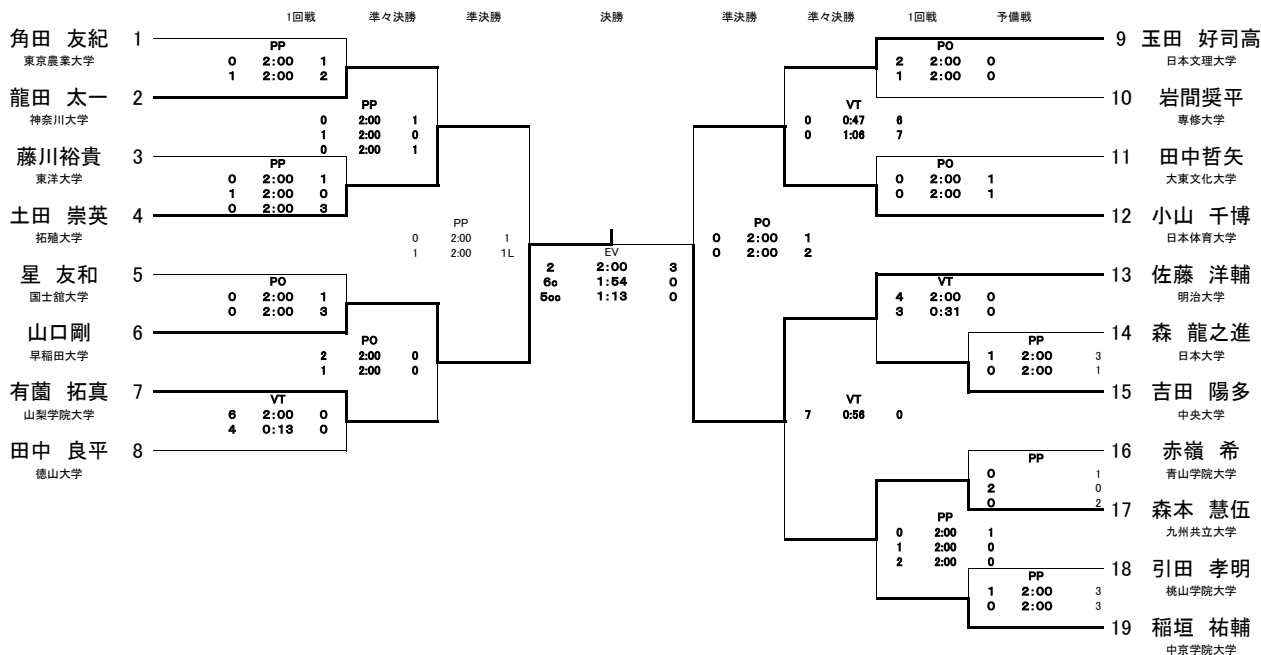 1回戦 準々決勝 準決勝 決勝 準決勝 準々決勝 1回戦 予備戦
角田 友紀 1
東京農業大学
PP
0 2:00 1
1 2:00 2
龍田 太一 2
神奈川大学
PP
0 2:00 1
1 2:00 0
0 2:00 1
藤川裕貴 3
東洋大学
PP
0 2:00 1
1 2:00 0
0 2:00 3
土田 崇英 4
拓殖大学
PP
0 2:00 1
1 2:00 1L
星 友和 5
国士舘大学
PO
0 2:00 1
0 2:00 3
山口剛 6
早稲田大学
PO
2 2:00 0
1 2:00 0
有薗 拓真 7
山梨学院大学
VT
6 2:00 0
4 0:13 0
田中 良平 8
徳山大学
EV
2 2:00 3
6c 1:54 0
5cc 1:13 0
9 玉田 好司高
日本文理大学
PO
2 2:00 0
1 2:00 0
10 岩間奨平
専修大学
VT
0 0:47 6
0 1:06 7
11 田中哲矢
大東文化大学
PO
0 2:00 1
0 2:00 1
12 小山 千博
日本体育大学
PO
0 2:00 1
0 2:00 2
13 佐藤 洋輔
明治大学
VT
4 2:00 0
3 0:31 0
14 森 龍之進
日本大学
PP
1 2:00 3
0 2:00 1
15 吉田 陽多
中央大学
VT
7 0:56 0
16 赤嶺 希
青山学院大学
PP
0 1
2 0
0 2
17 森本 慧伍
九州共立大学
PP
0 2:00 1
1 2:00 0
2 2:00 0
18 引田 孝明
桃山学院大学
PP
1 2:00 3
0 2:00 3
19 稲垣 祐輔
中京学院大学